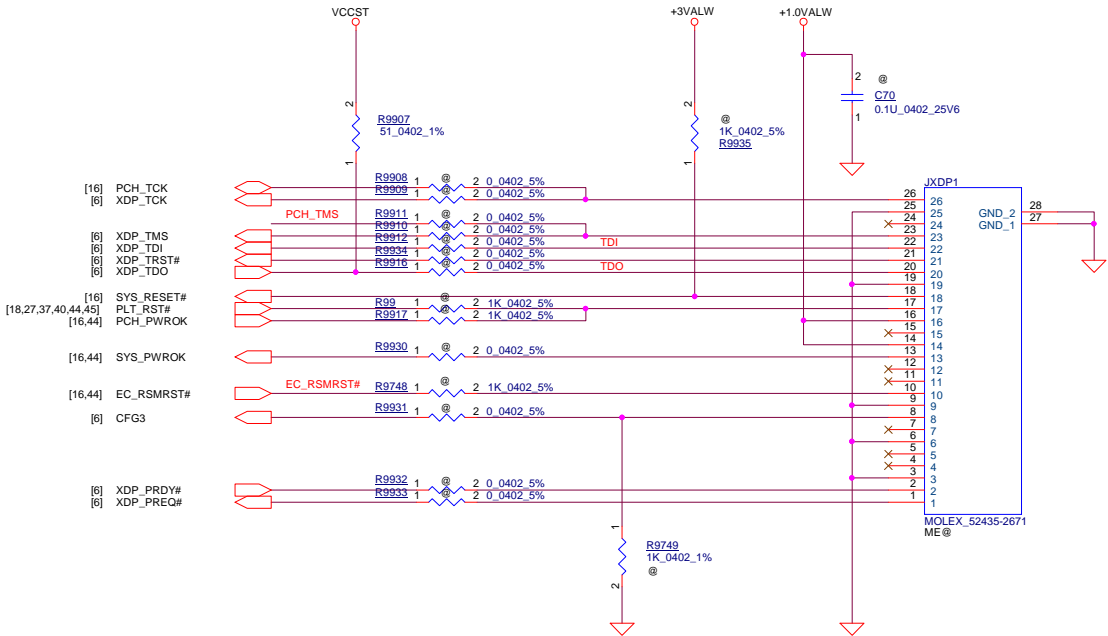 VCCST
+3VALW
+1.0VALW
2
@
C70
0.1U_0402_25V6
1
2
R9907
51_0402_1%
1
2
@
1K_0402_5%
R9935
1
JXDP1
[16] PCH_TCK R9908 1 @ 2 0_0402_5%
[6] XDP_TCK R9909 1 @ 2 0_0402_5% 26 26
25 25
PCH_TMS R9911 1 @ 2 0_0402_5% 24 24
[6] XDP_TMS R9910 1 @ 2 0_0402_5% 23 23
[6] XDP_TDI R9912 1 @ 2 0_0402_5% TDI 22 22
[6] XDP_TRST# R9934 1 @ 2 0_0402_5% 21 21
[6] XDP_TDO R9916 1 @ 2 0_0402_5% TDO 20 20
19 19
[16] SYS_RESET# 18 18
[18,27,37,40,44,45] PLT_RST# R99 1 @ 2 1K_0402_5% 17 17
[16,44] PCH_PWROK R9917 1 @ 2 1K_0402_5% 16 16
15 15
14 14
[16,44] SYS_PWROK R9930 1 @ 2 0_0402_5% 13 13
12 12
11 11
[16,44] EC_RSMRST# EC_RSMRST# R9748 1 @ 2 1K_0402_5% 10 10
9 9
[6] CFG3 R9931 1 @ 2 0_0402_5% 8 8
7 7
6 6
5 5
4 4
3 3
[6] XDP_PRDY# R9932 1 @ 2 0_0402_5% 2 2
[6] XDP_PREQ# R9933 1 @ 2 0_0402_5% 1 1
GND_2 28
GND_1 27
MOLEX_52435-2671
ME@
1
R9749
1K_0402_1%
@
2